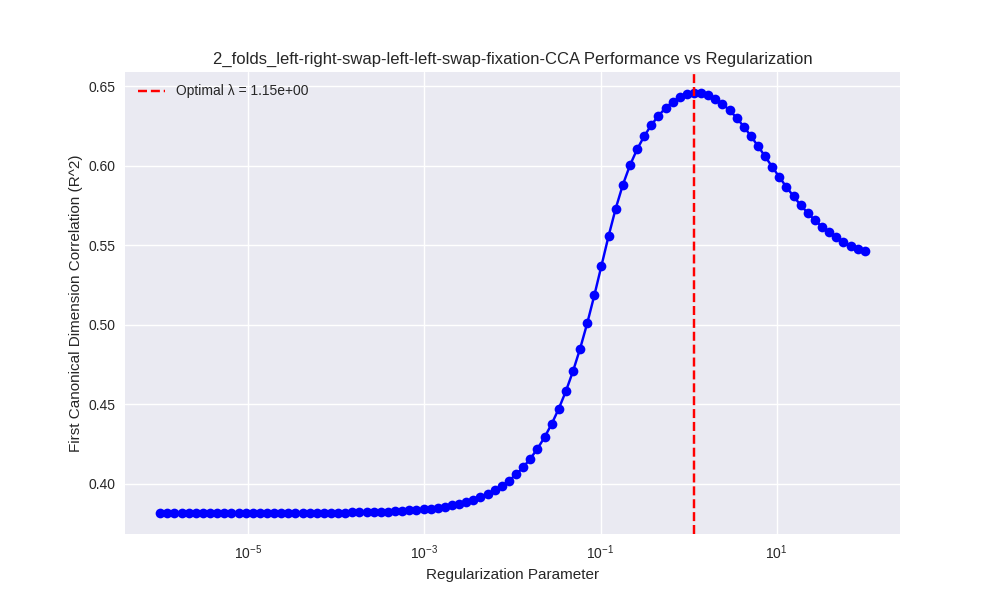 2_folds_left-right-swap-left-left-swap-fixation-CCA Performance vs Regularization
Optimal λ = 1.15e+00
First Canonical Dimension Correlation (R^2)
0.65
0.60
0.55
0.50
0.45
0.40
10⁻⁵
10⁻³
10⁻¹
10¹
Regularization Parameter